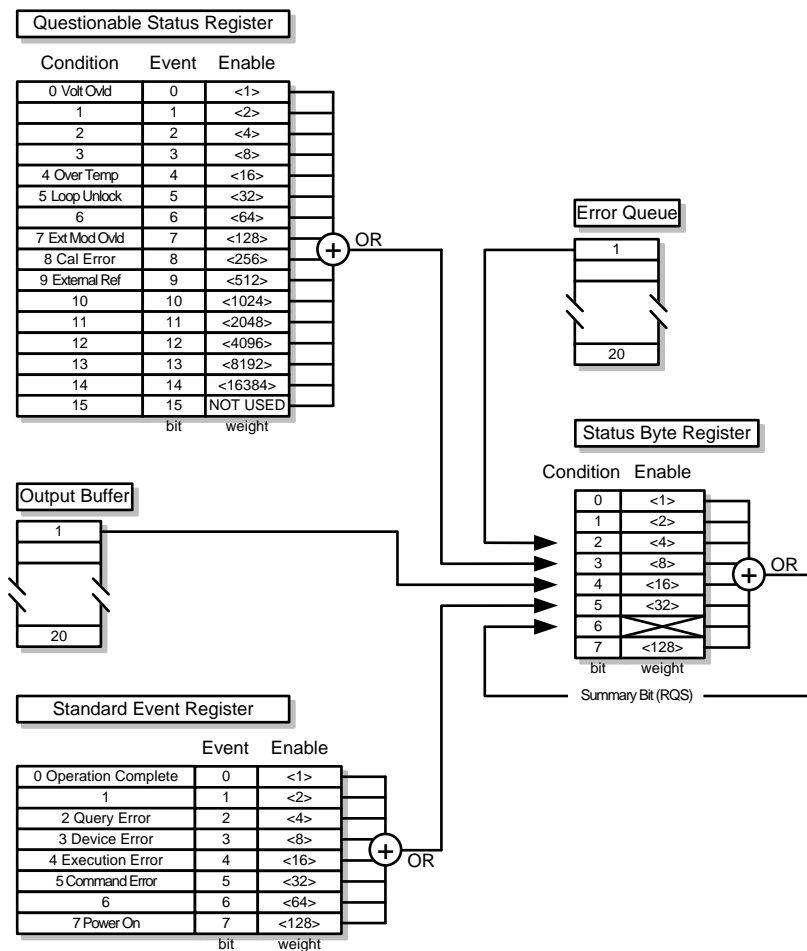 Questionable Status Register
Condition Event Enable
0 Volt Ovld 0 <1>
1 1 <2>
2 2 <4>
3 3 <8>
4 Over Temp 4 <16>
5 Loop Unlock 5 <32>
6 6 <64>
7 Ext Mod Ovld 7 <128>
8 Cal Error 8 <256>
9 External Ref 9 <512>
10 10 <1024>
11 11 <2048>
12 12 <4096>
13 13 <8192>
14 14 <16384>
15 15 NOT USED
bit weight
+ OR
Error Queue
1
20
Output Buffer
1
20
Status Byte Register
Condition Enable
0 <1>
1 <2>
2 <4>
3 <8>
4 <16>
5 <32>
6
7 <128>
bit weight
+ OR
Summary Bit (RQS)
Standard Event Register
Event Enable
0 Operation Complete 0 <1>
1 1 <2>
2 Query Error 2 <4>
3 Device Error 3 <8>
4 Execution Error 4 <16>
5 Command Error 5 <32>
6 6 <64>
7 Power On 7 <128>
bit weight
+ OR